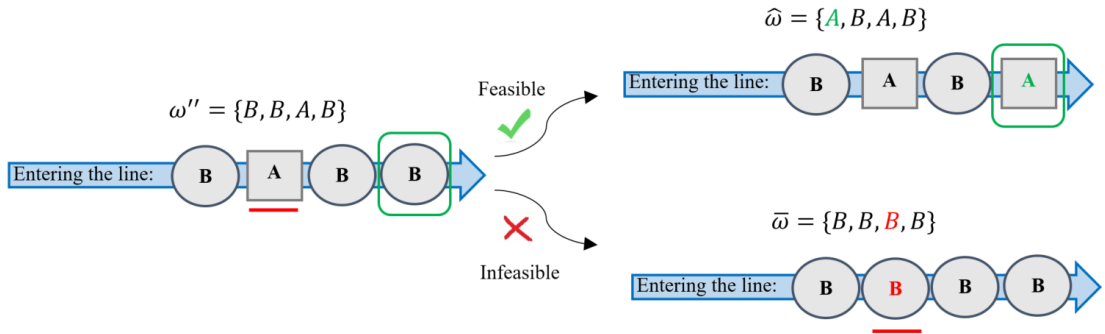 ω̂ = {A, B, A, B}
Entering the line: B A B A
Feasible
ω′′ = {B, B, A, B}
Entering the line: B A B B
ω̅ = {B, B, B, B}
Infeasible
Entering the line: B B B B